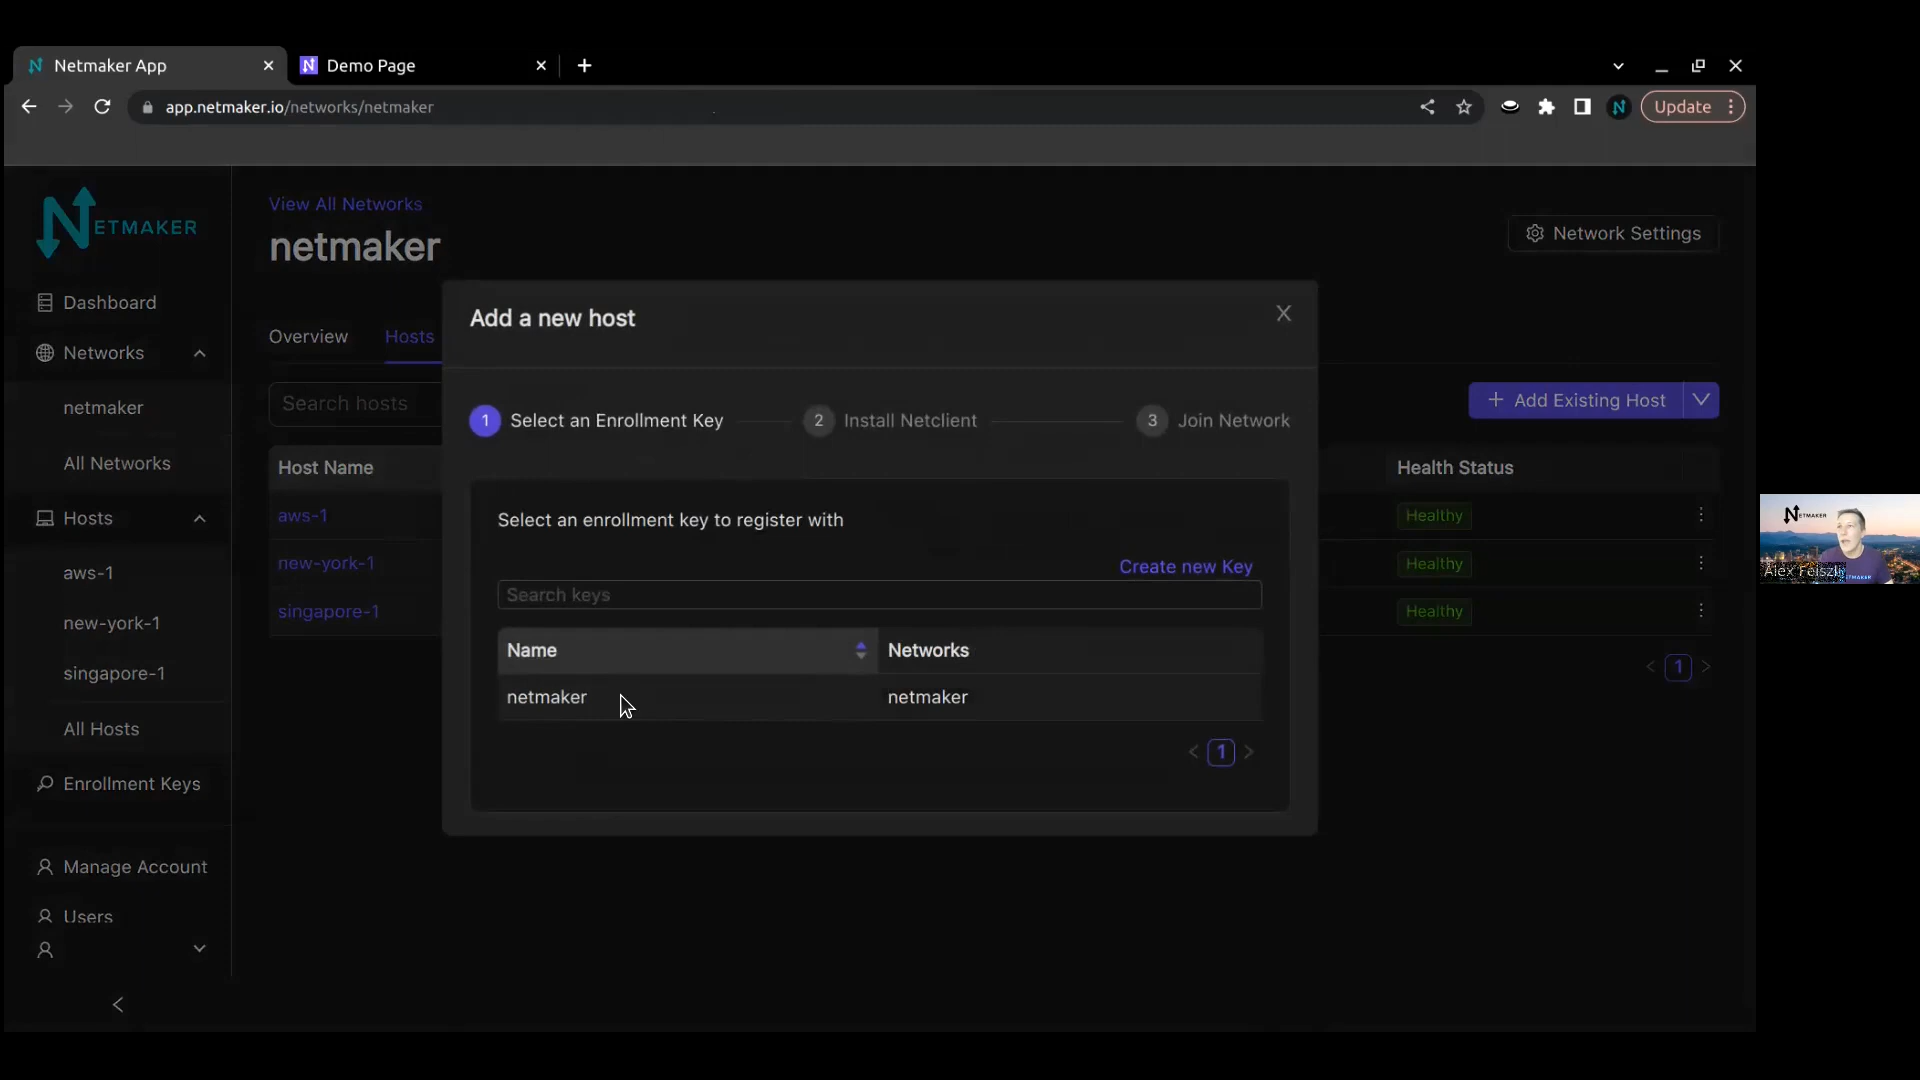 Netmaker App
Demo Page
app.netmaker.io/networks/netmaker
Update
NETMAKER
Dashboard
Networks
netmaker
All Networks
Hosts
aws-1
new-york-1
singapore-1
All Hosts
Enrollment Keys
Manage Account
Users
View All Networks
netmaker
Network Settings
Overview
Hosts
Search hosts
Add Existing Host
Host Name
Health Status
aws-1
Healthy
new-york-1
Healthy
singapore-1
Healthy
1
Add a new host
1 Select an Enrollment Key
2 Install Netclient
3 Join Network
Select an enrollment key to register with
Create new Key
Search keys
Name Networks
netmaker netmaker
1
NETMAKER
Alex Feiszli